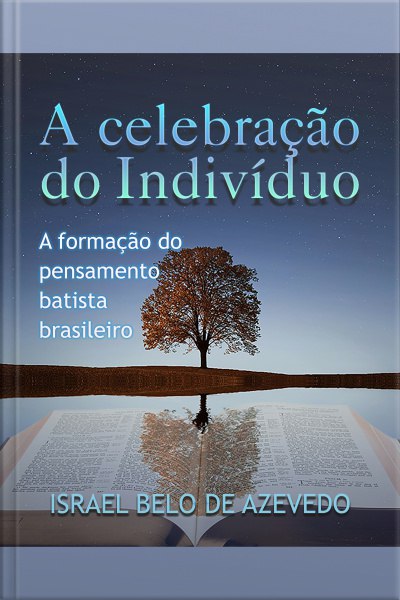 A celebração
do Indivíduo
A formação do
pensamento
batista
brasileiro
ISRAEL BELO DE AZEVEDO